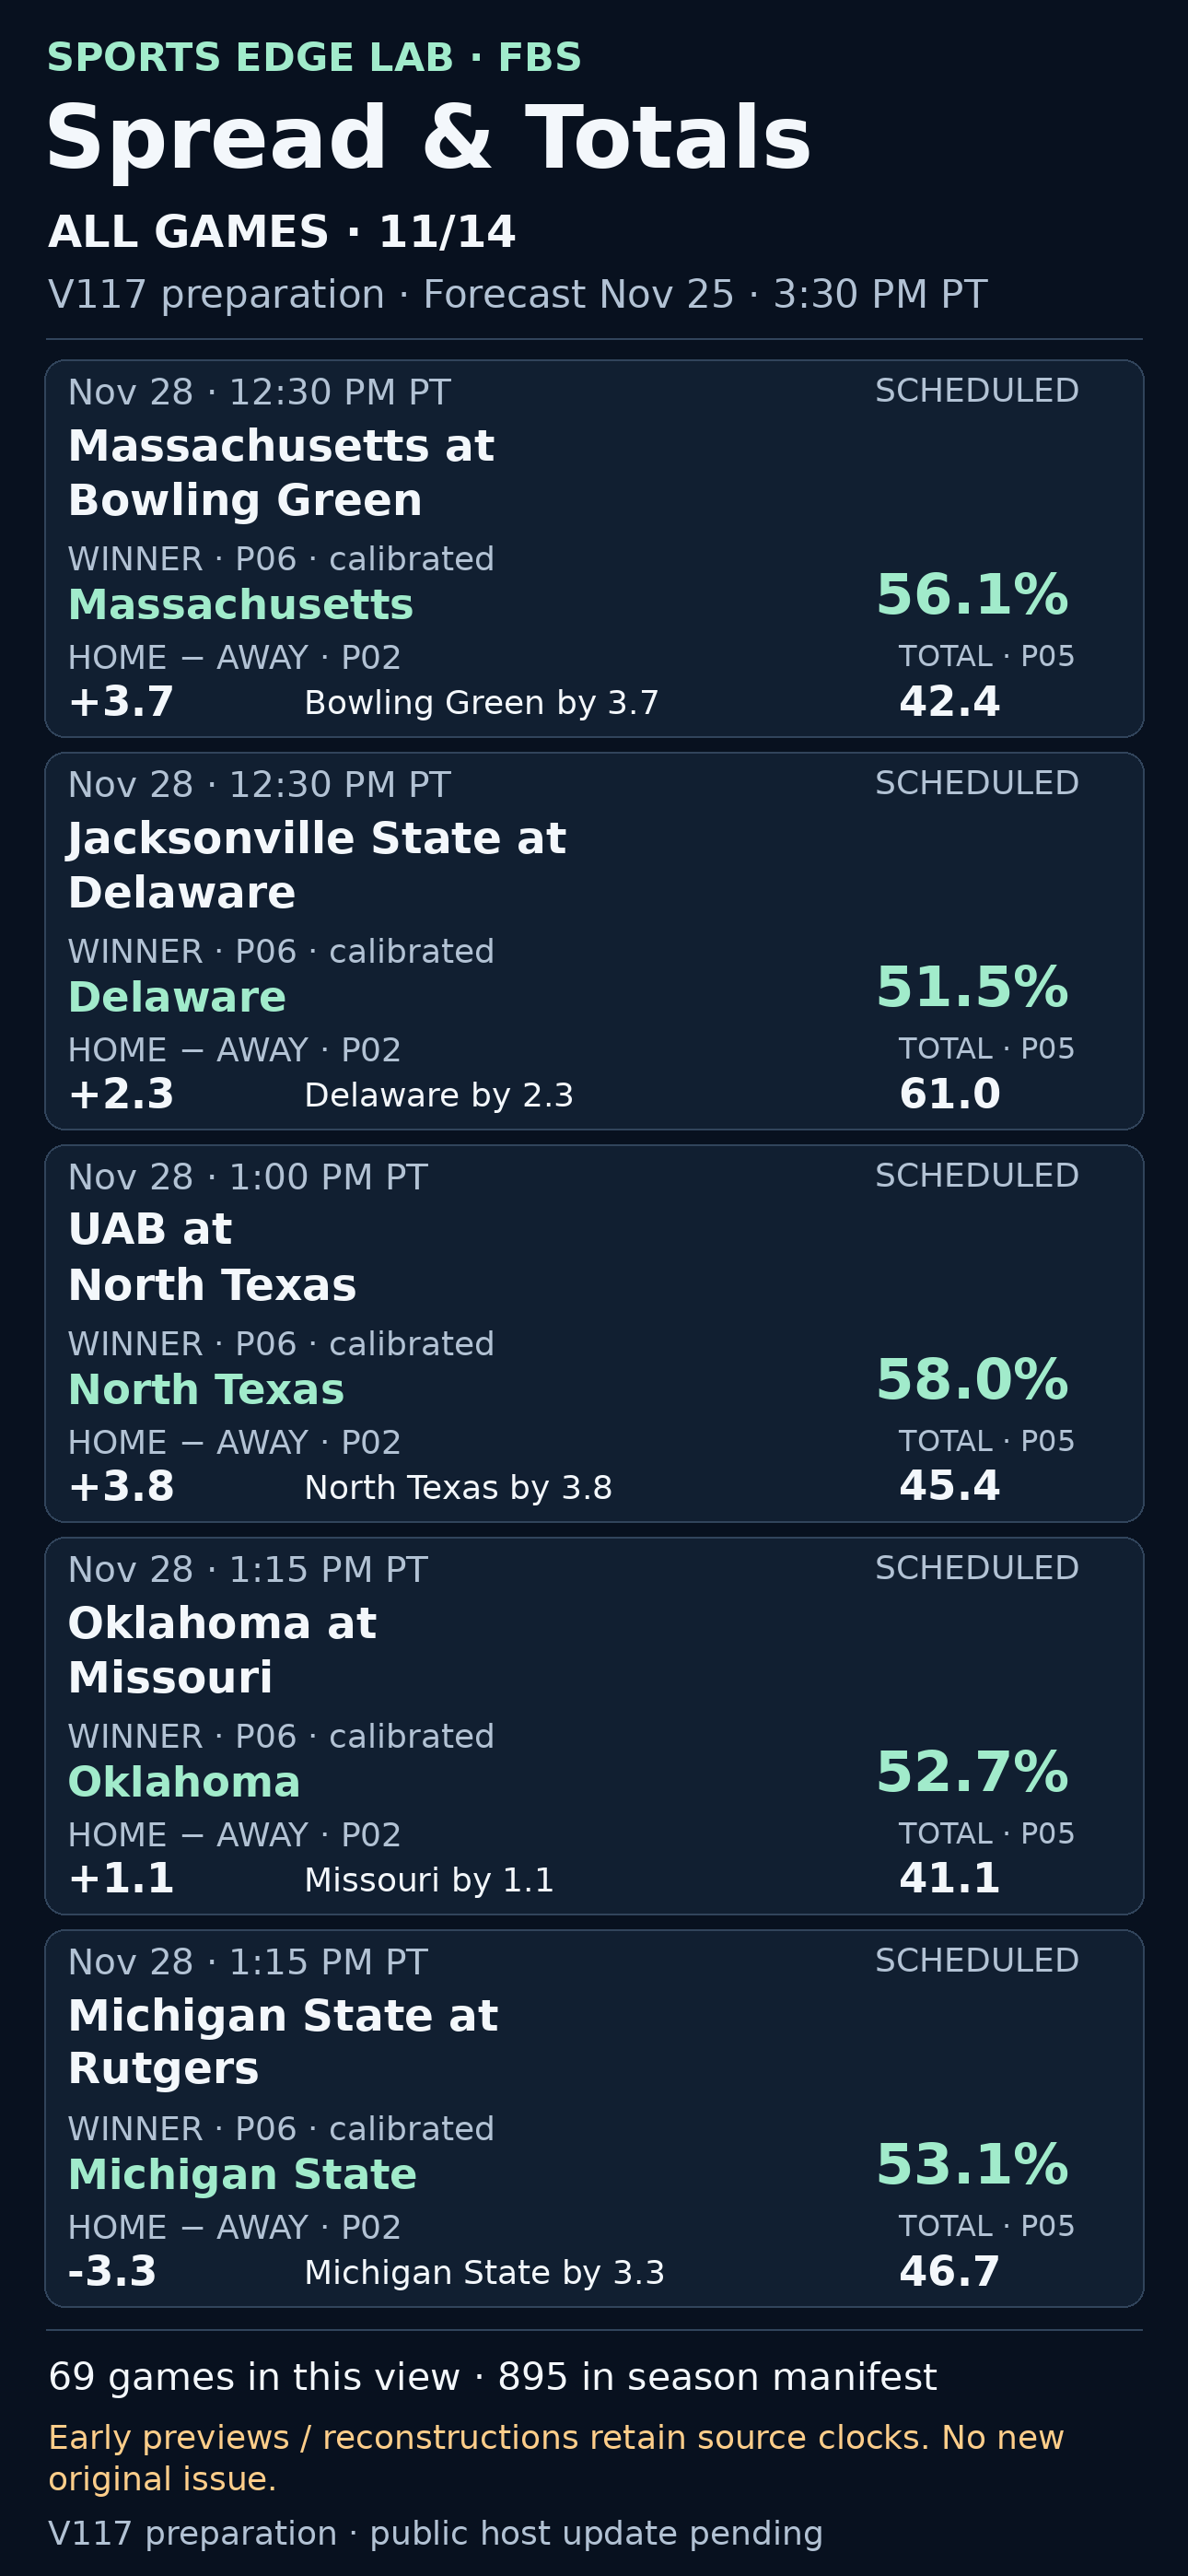 SPORTS EDGE LAB · FBS
Spread & Totals
ALL GAMES · 11/14
V117 preparation · Forecast Nov 25 · 3:30 PM PT
Nov 28 · 12:30 PM PT SCHEDULED
Massachusetts at
Bowling Green
WINNER · P06 · calibrated
Massachusetts 56.1%
HOME − AWAY · P02 TOTAL · P05
+3.7 Bowling Green by 3.7 42.4
Nov 28 · 12:30 PM PT SCHEDULED
Jacksonville State at
Delaware
WINNER · P06 · calibrated
Delaware 51.5%
HOME − AWAY · P02 TOTAL · P05
+2.3 Delaware by 2.3 61.0
Nov 28 · 1:00 PM PT SCHEDULED
UAB at
North Texas
WINNER · P06 · calibrated
North Texas 58.0%
HOME − AWAY · P02 TOTAL · P05
+3.8 North Texas by 3.8 45.4
Nov 28 · 1:15 PM PT SCHEDULED
Oklahoma at
Missouri
WINNER · P06 · calibrated
Oklahoma 52.7%
HOME − AWAY · P02 TOTAL · P05
+1.1 Missouri by 1.1 41.1
Nov 28 · 1:15 PM PT SCHEDULED
Michigan State at
Rutgers
WINNER · P06 · calibrated
Michigan State 53.1%
HOME − AWAY · P02 TOTAL · P05
-3.3 Michigan State by 3.3 46.7
69 games in this view · 895 in season manifest
Early previews / reconstructions retain source clocks. No new
original issue.
V117 preparation · public host update pending